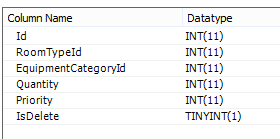 Column Name Datatype
Id INT(11)
RoomTypeId INT(11)
EquipmentCategoryId INT(11)
Quantity INT(11)
Priority INT(11)
IsDelete TINYINT(1)